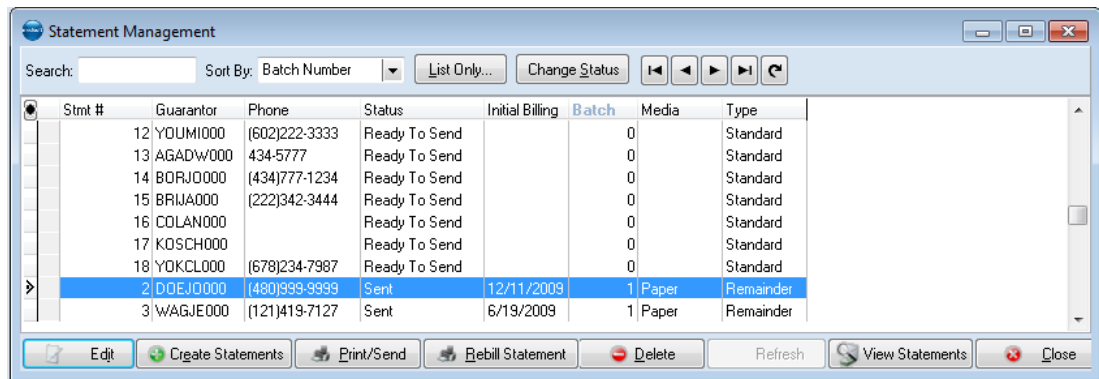 Statement Management
Search: Sort By: Batch Number List Only... Change Status
Stmt # Guarantor Phone Status Initial Billing Batch Media Type
12 YOUMI000 (602)222-3333 Ready To Send 0 Standard
13 AGADW000 434-5777 Ready To Send 0 Standard
14 BORJO000 (434)777-1234 Ready To Send 0 Standard
15 BRIJA000 (222)342-3444 Ready To Send 0 Standard
16 COLAN000 Ready To Send 0 Standard
17 KOSCH000 Ready To Send 0 Standard
18 YOKCL000 (678)234-7987 Ready To Send 0 Standard
2 DOEJO000 (480)999-9999 Sent 12/11/2009 1 Paper Remainder
3 WAGJE000 (121)419-7127 Sent 6/19/2009 1 Paper Remainder
Edit Create Statements Print/Send Rebill Statement Delete Refresh View Statements Close